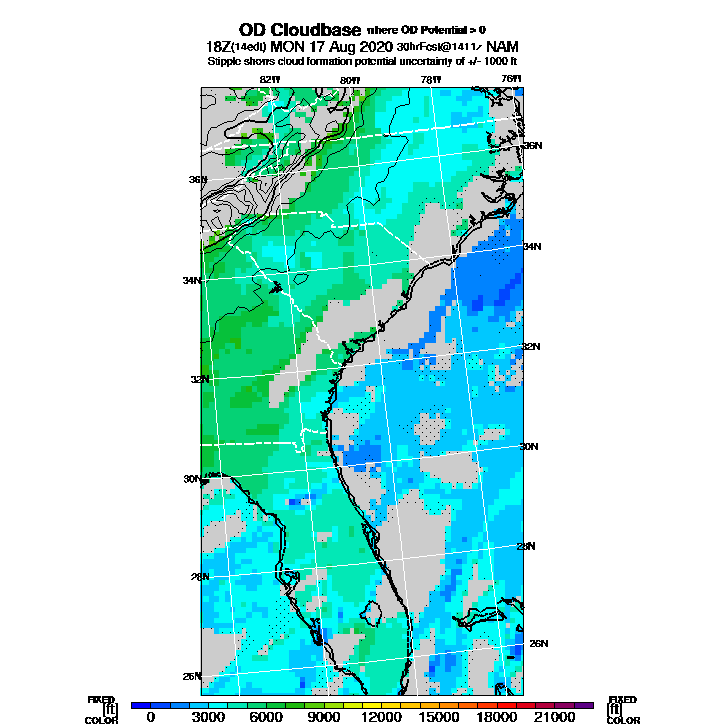 OD Cloudbase where OD Potential > 0
18Z(14edt) MON 17 Aug 2020 30hrFcst@1411z NAM
Stipple shows cloud formation potential uncertainty of +/- 1000 ft
82W 80W 78W 76W
36N
36N
34N
34N
32N
32N
30N
30N
28N
28N
26N
26N
FIXED [ft] COLOR
0 3000 6000 9000 12000 15000 18000 21000
FIXED [ft] COLOR